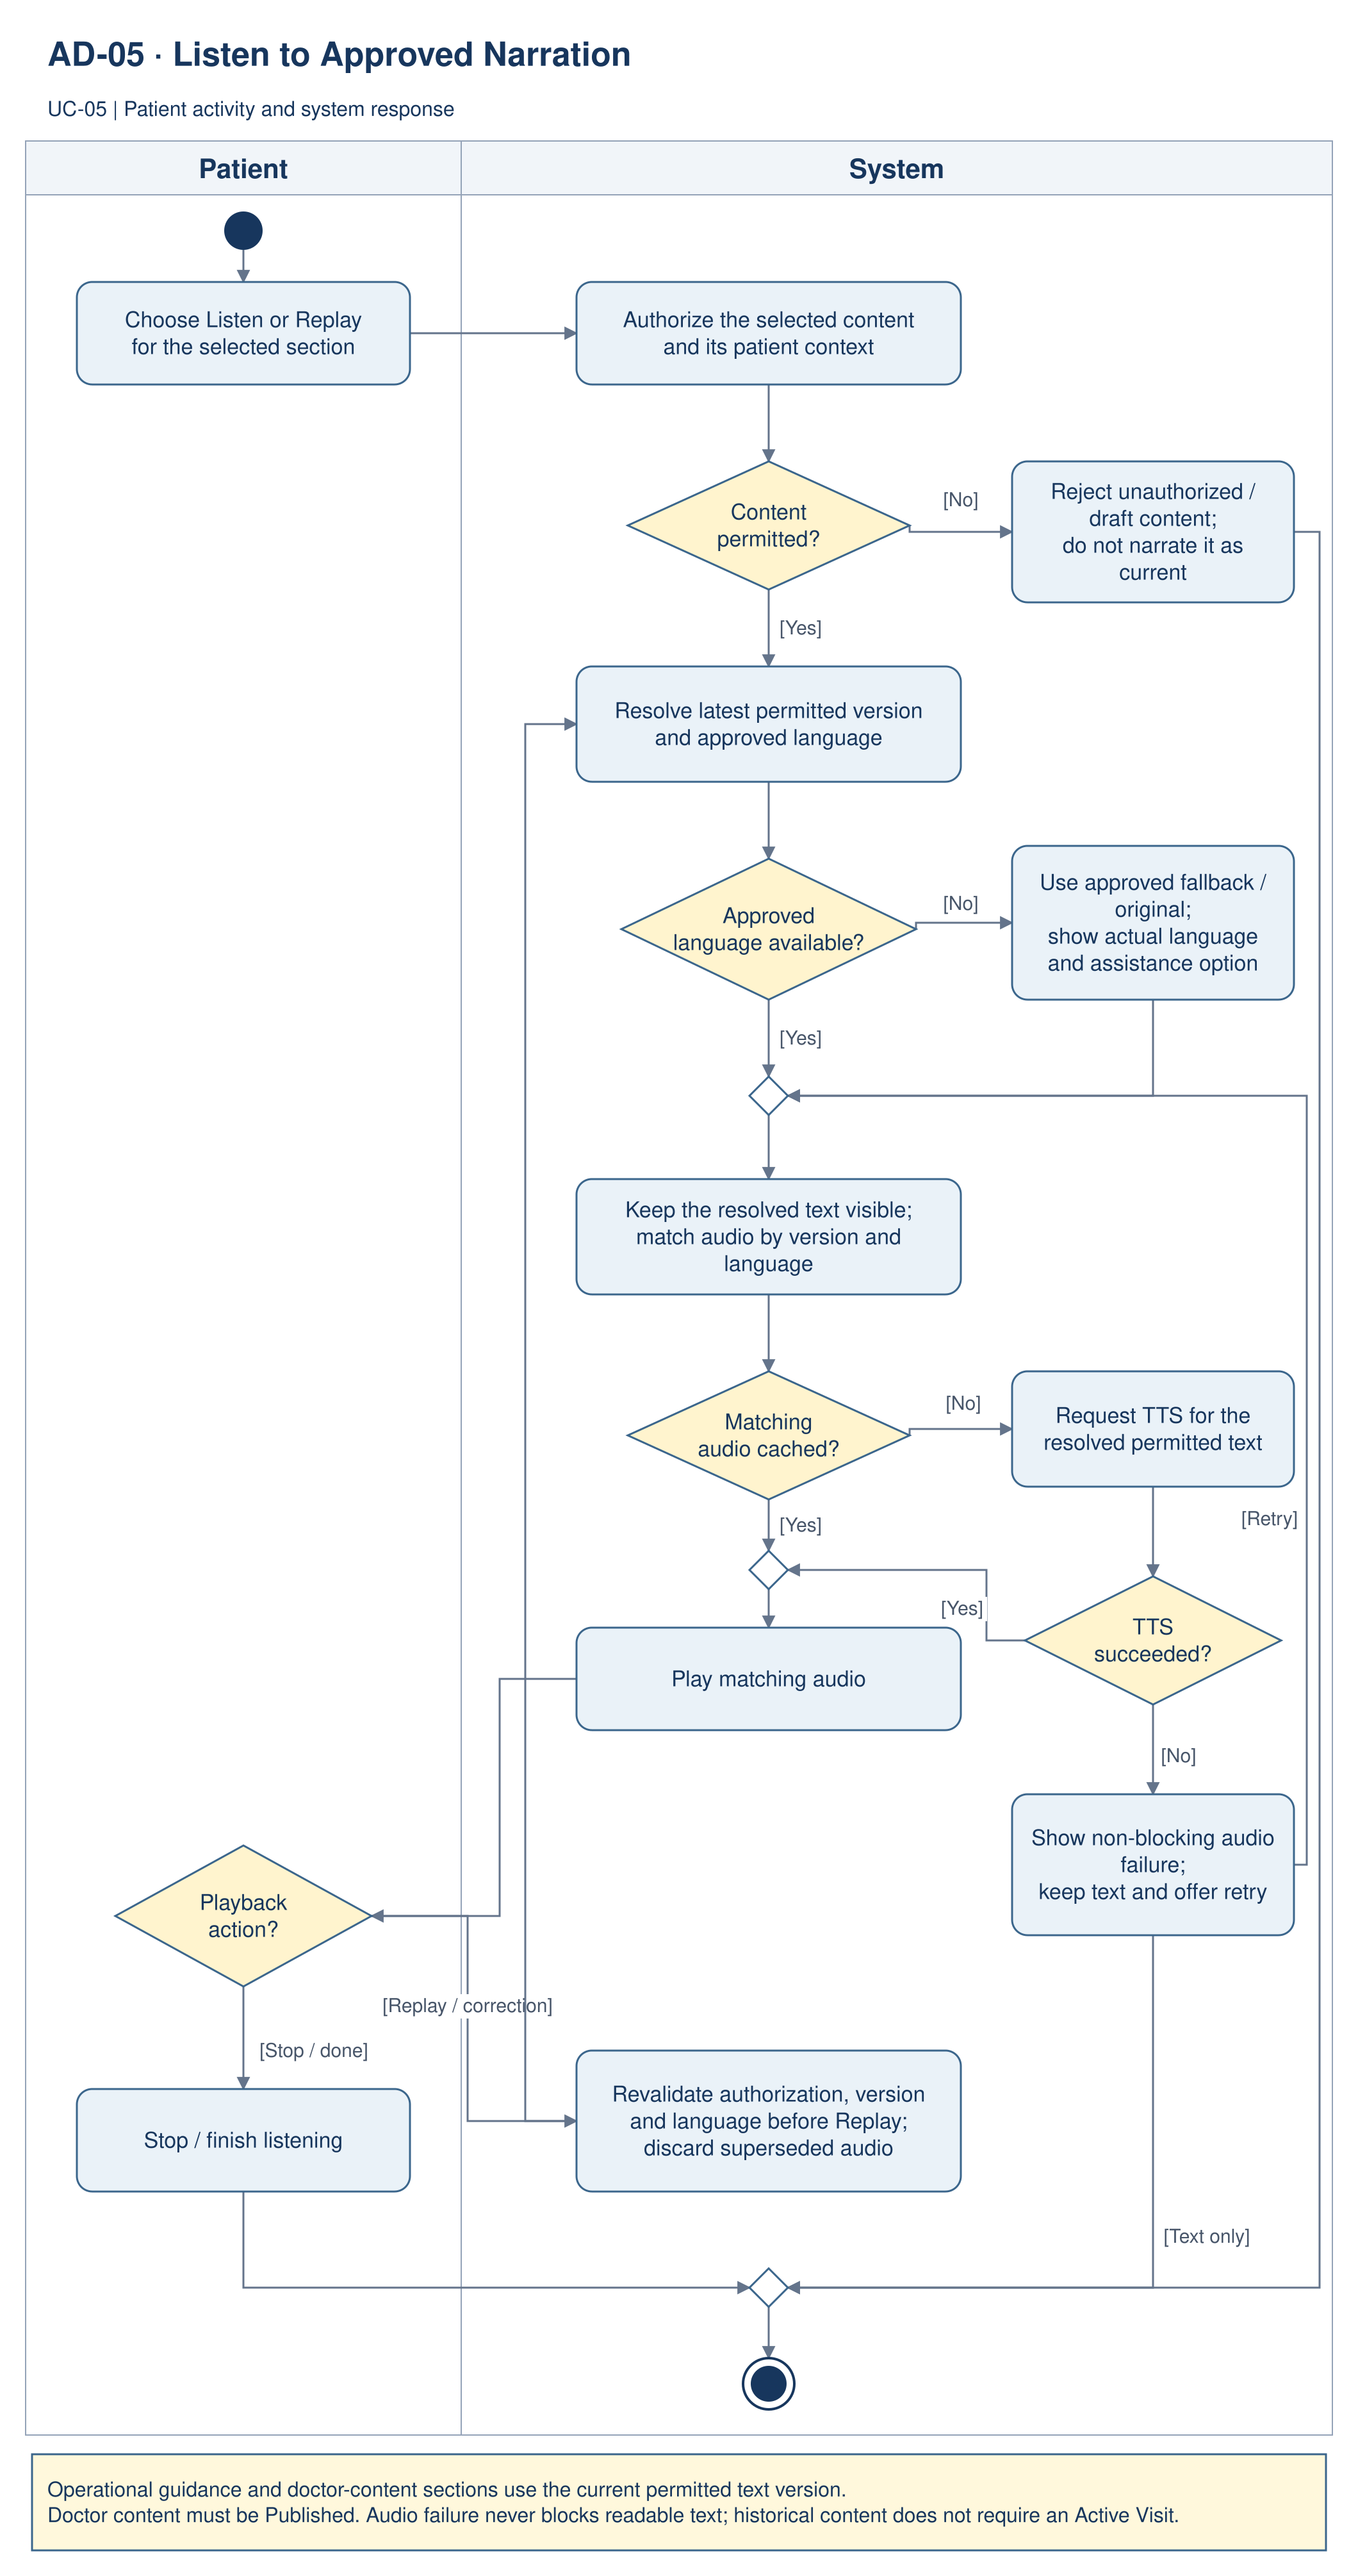 AD-05 · Listen to Approved Narration
UC-05 | Patient activity and system response
Patient
System
Choose Listen or Replay
for the selected section
Authorize the selected content
and its patient context
Content
permitted?
[No]
Reject unauthorized /
draft content;
do not narrate it as
current
[Yes]
Resolve latest permitted version
and approved language
Approved
language available?
[No]
Use approved fallback /
original;
show actual language
and assistance option
[Yes]
Keep the resolved text visible;
match audio by version and
language
Matching
audio cached?
[No]
Request TTS for the
resolved permitted text
[Retry]
[Yes]
[Yes]
TTS
succeeded?
Play matching audio
[No]
Show non-blocking audio
failure;
keep text and offer retry
Playback
action?
[Replay / correction]
[Stop / done]
Revalidate authorization, version
and language before Replay;
discard superseded audio
Stop / finish listening
[Text only]
Operational guidance and doctor-content sections use the current permitted text version.
Doctor content must be Published. Audio failure never blocks readable text; historical content does not require an Active Visit.